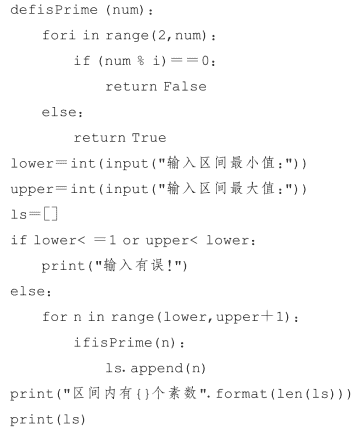 defisPrime (num):
fori in range(2,num):
if (num % i)==0:
return False
else:
return True
lower=int(input("输入区间最小值:"))
upper=int(input("输入区间最大值:"))
ls=[]
if lower< =1 or upper< lower:
print("输入有误!")
else:
for n in range(lower,upper+1):
ifisPrime(n):
ls.append(n)
print("区间内有{}个素数".format(len(ls)))
print(ls)